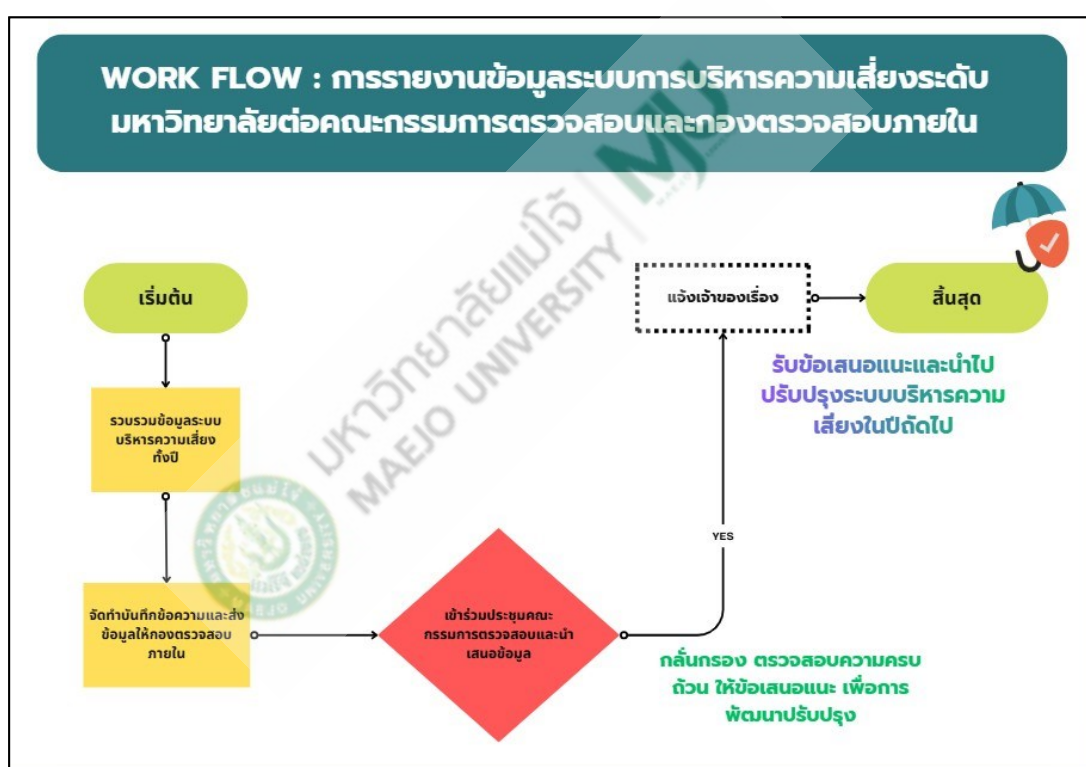 WORK FLOW : การรายงานข้อมูลระบบการบริหารความเสี่ยงระดับ
มหาวิทยาลัยต่อคณะกรรมการตรวจสอบและกองตรวจสอบภายใน
MJU
มหาวิทยาลัยแม่โจ้
MAEJO UNIVERSITY
เริ่มต้น
แจ้งเจ้าของเรื่อง
สิ้นสุด
รับข้อเสนอแนะและนำไป
ปรับปรุงระบบบริหารความ
เสี่ยงในปีถัดไป
รวบรวมข้อมูลระบบ
บริหารความเสี่ยง
ทั้งปี
YES
จัดทำบันทึกข้อความและส่ง
ข้อมูลให้กองตรวจสอบ
ภายใน
เข้าร่วมประชุมคณะ
กรรมการตรวจสอบและนำ
เสนอข้อมูล
กลั่นกรอง ตรวจสอบความครบ
ถ้วน ให้ข้อเสนอแนะ เพื่อการ
พัฒนาปรับปรุง